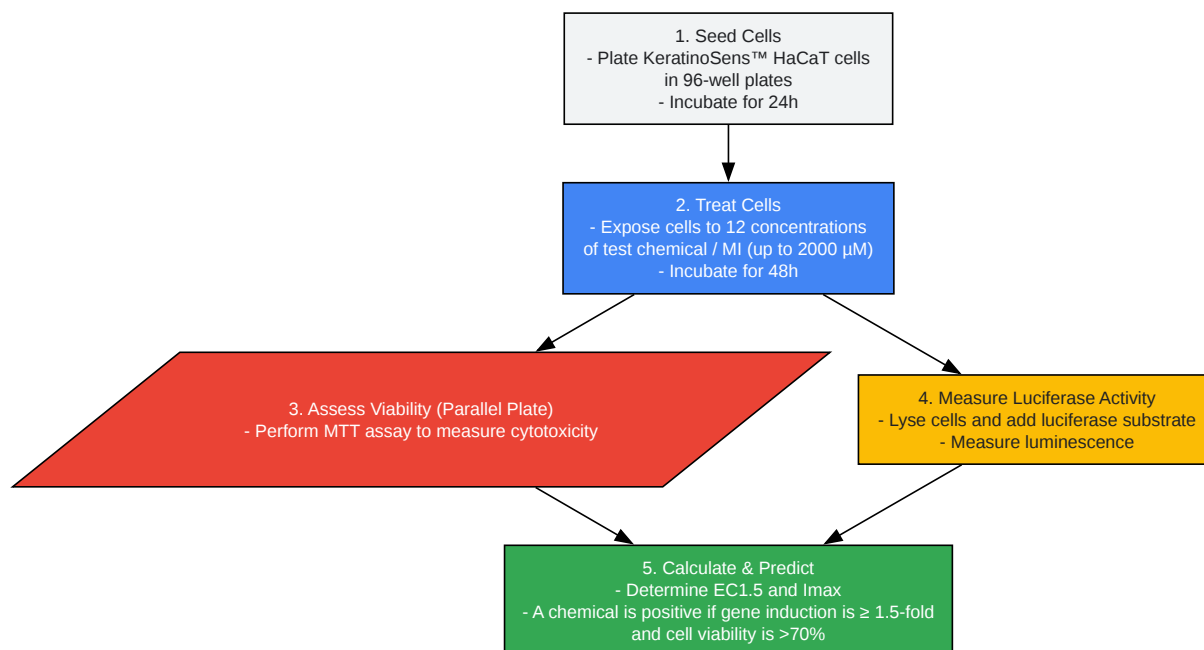 1. Seed Cells
- Plate KeratinoSens™ HaCaT cells
in 96-well plates
- Incubate for 24h
2. Treat Cells
- Expose cells to 12 concentrations
of test chemical / MI (up to 2000 µM)
- Incubate for 48h
3. Assess Viability (Parallel Plate)
- Perform MTT assay to measure cytotoxicity
4. Measure Luciferase Activity
- Lyse cells and add luciferase substrate
- Measure luminescence
5. Calculate & Predict
- Determine EC1.5 and Imax
- A chemical is positive if gene induction is ≥ 1.5-fold
and cell viability is >70%